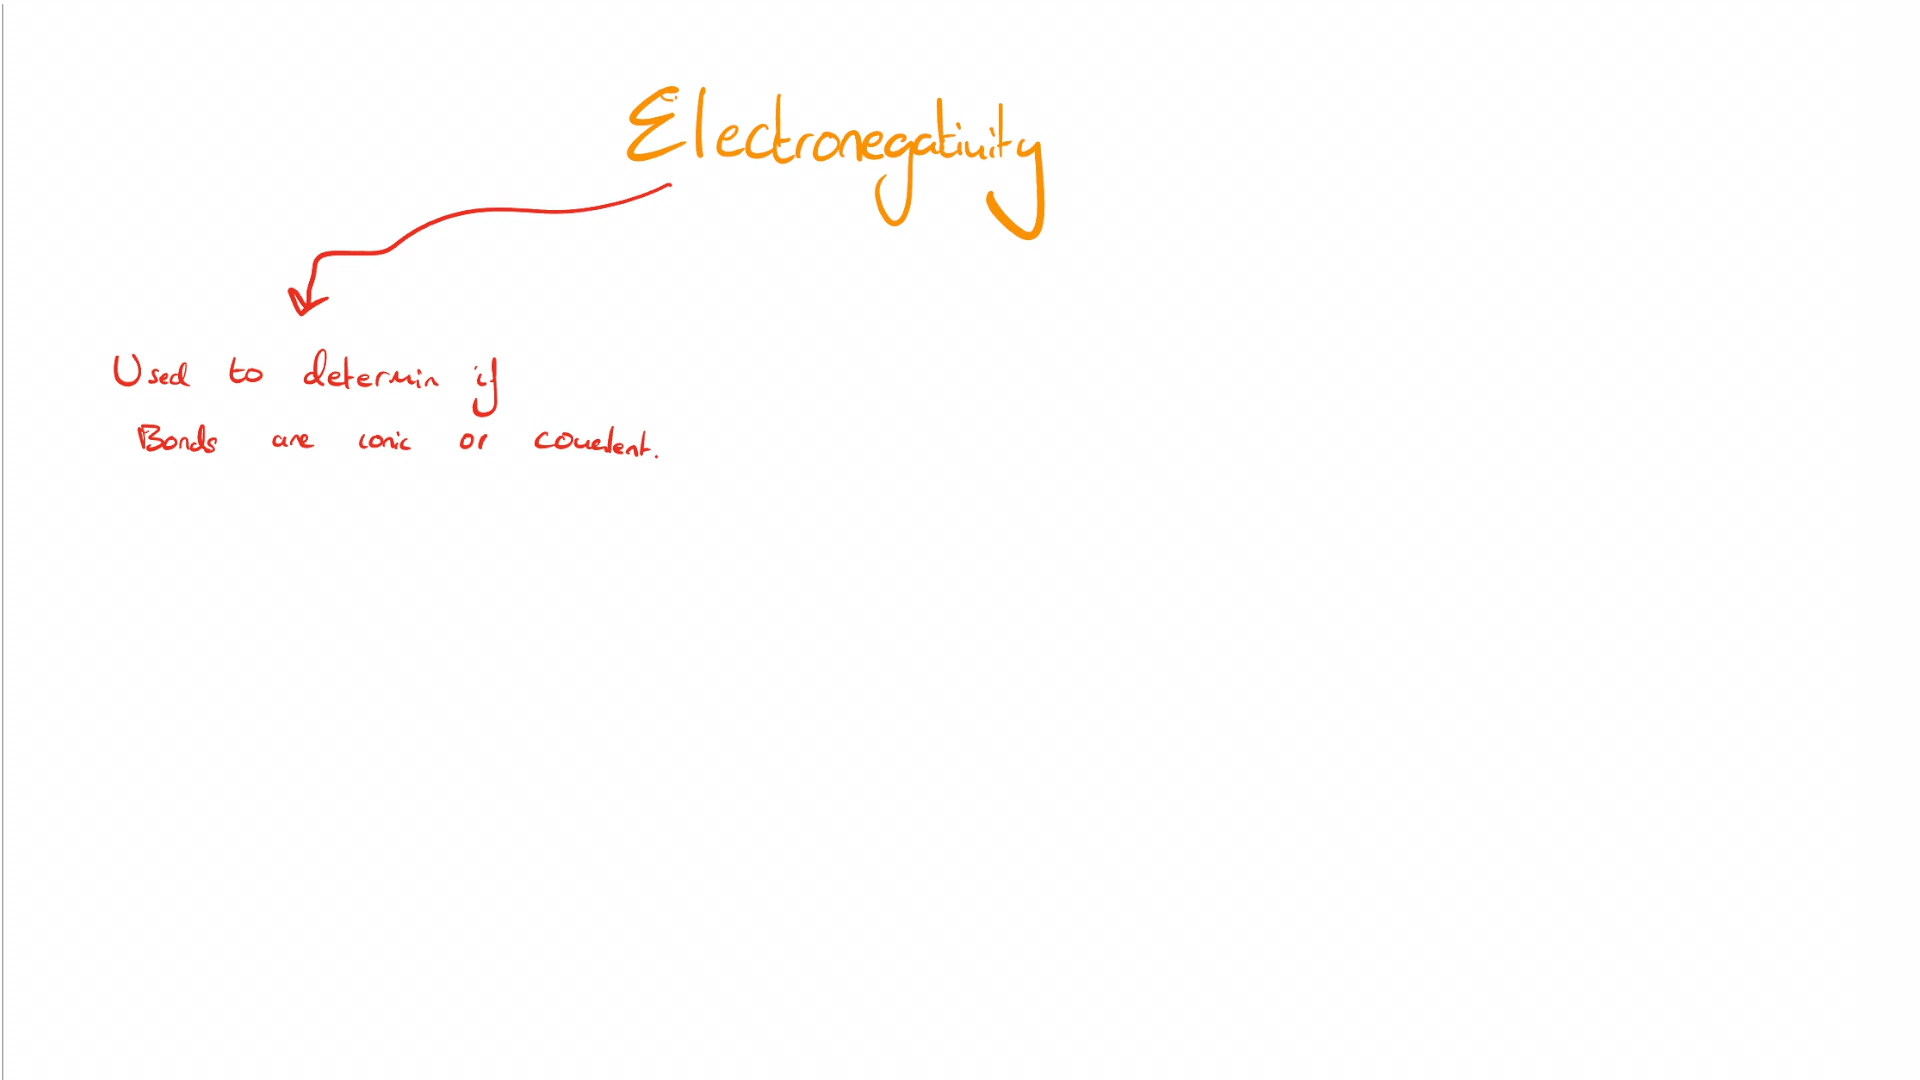 Electronegativity
Used to determin if
Bonds are ionic or covelent.